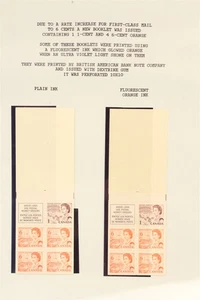 DUE TO A RATE INCREASE FOR FIRST-CLASS MAIL
TO 6 CENTS A NEW BOOKLET WAS ISSUED
CONTAINING 1 1-CENT AND 4 6-CENT ORANGE
SOME OF THESE BOOKLETS WERE PRINTED USING
A FLUORESCENT INK WHICH GLOWED ORANGE
WHEN AN ULTRA VIOLET LIGHT SHONE ON THEM
THEY WERE PRINTED BY BRITISH AMERICAN BANK NOTE COMPANY
AND ISSUED WITH DEXTRINE GUM
IT WAS PERFORATED 10X10
PLAIN INK
FLUORESCENT
ORANGE INK